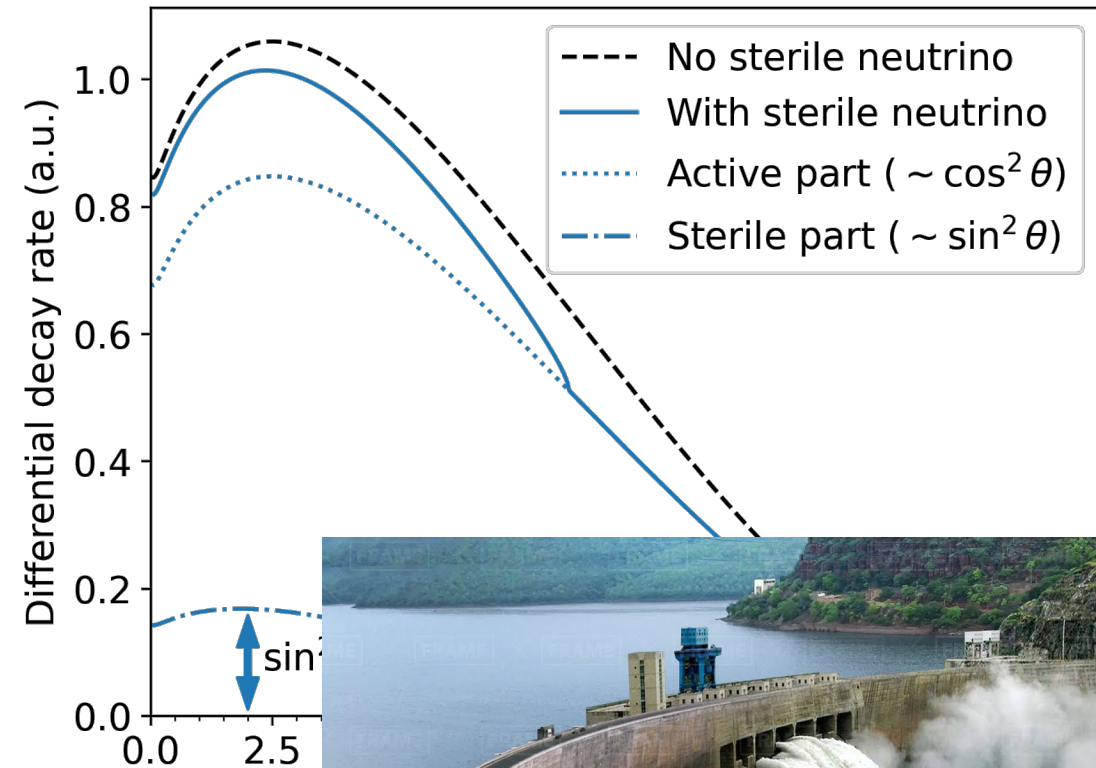 Differential decay rate (a.u.)
1.0
0.8
0.6
0.4
0.2
0.0
0.0 2.5
No sterile neutrino
With sterile neutrino
Active part (∼ cos² θ)
Sterile part (∼ sin² θ)
sin²